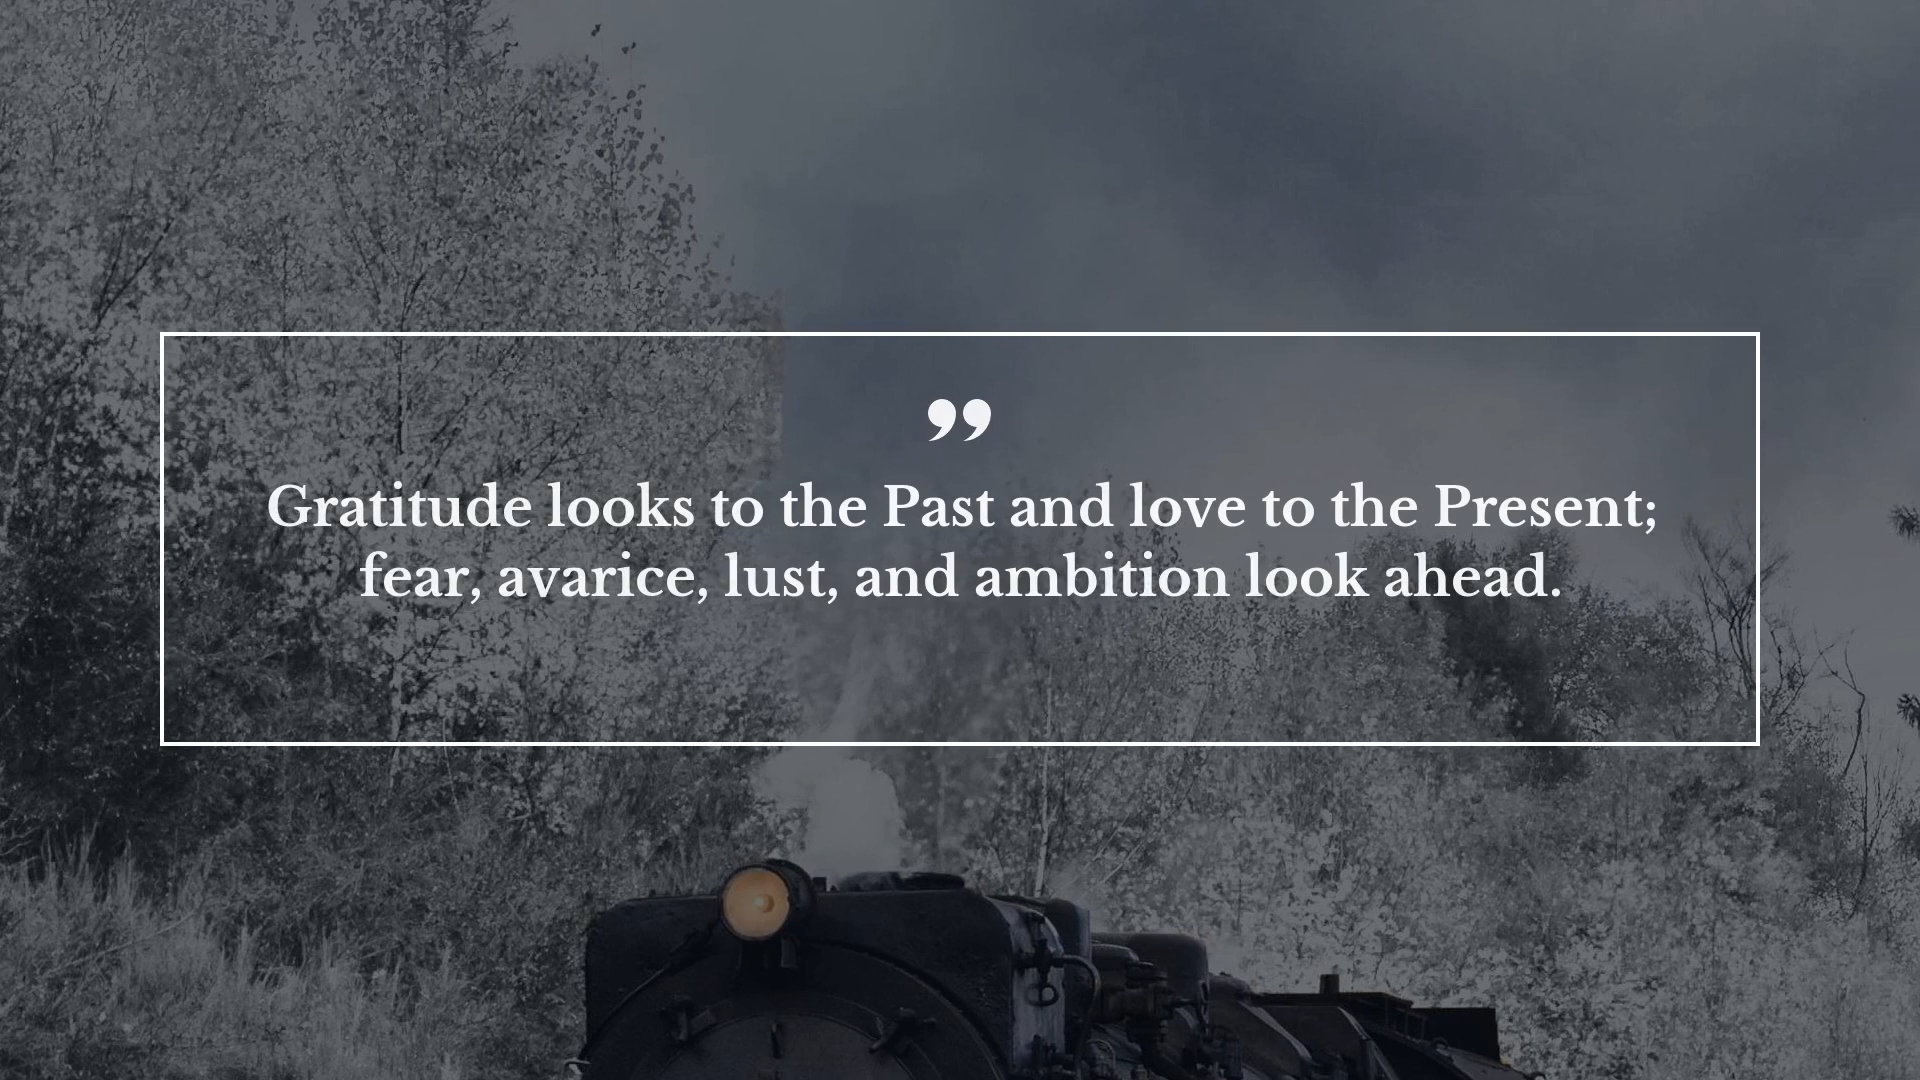 ”
Gratitude looks to the Past and love to the Present;
fear, avarice, lust, and ambition look ahead.